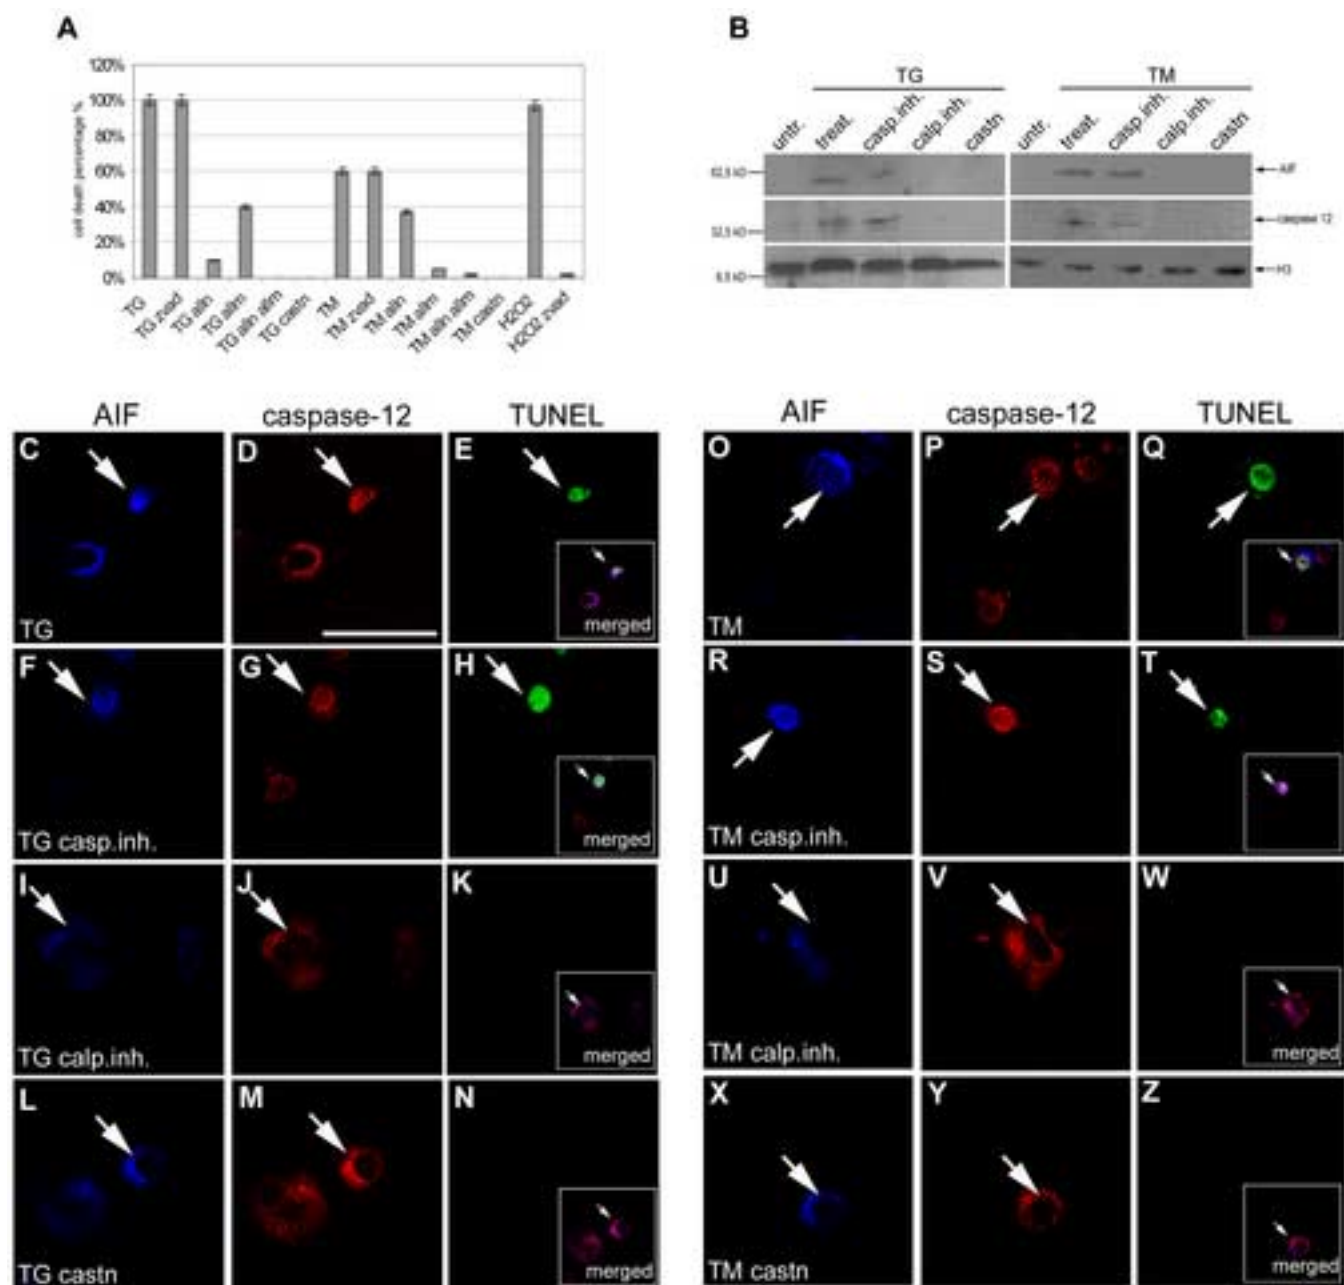 A
120%
100%
80%
60%
40%
20%
0%
cell death percentage %
TG
TG zvad
TG alln
TG allm
TG alln allm
TG castn
TM
TM zvad
TM alln
TM allm
TM alln allm
TM castn
H2O2
H2O2 zvad
B
TG TM
untr. treat. casp.inh. calp.inh. castn untr. treat. casp.inh. calp.inh. castn
AIF
caspase 12
H3
AIF caspase-12 TUNEL
C D E
TG merged
F G H
TG casp.inh. merged
I J K
TG calp.inh. merged
L M N
TG castn merged
AIF caspase-12 TUNEL
O P Q
TM merged
R S T
TM casp.inh. merged
U V W
TM calp.inh. merged
X Y Z
TM castn merged